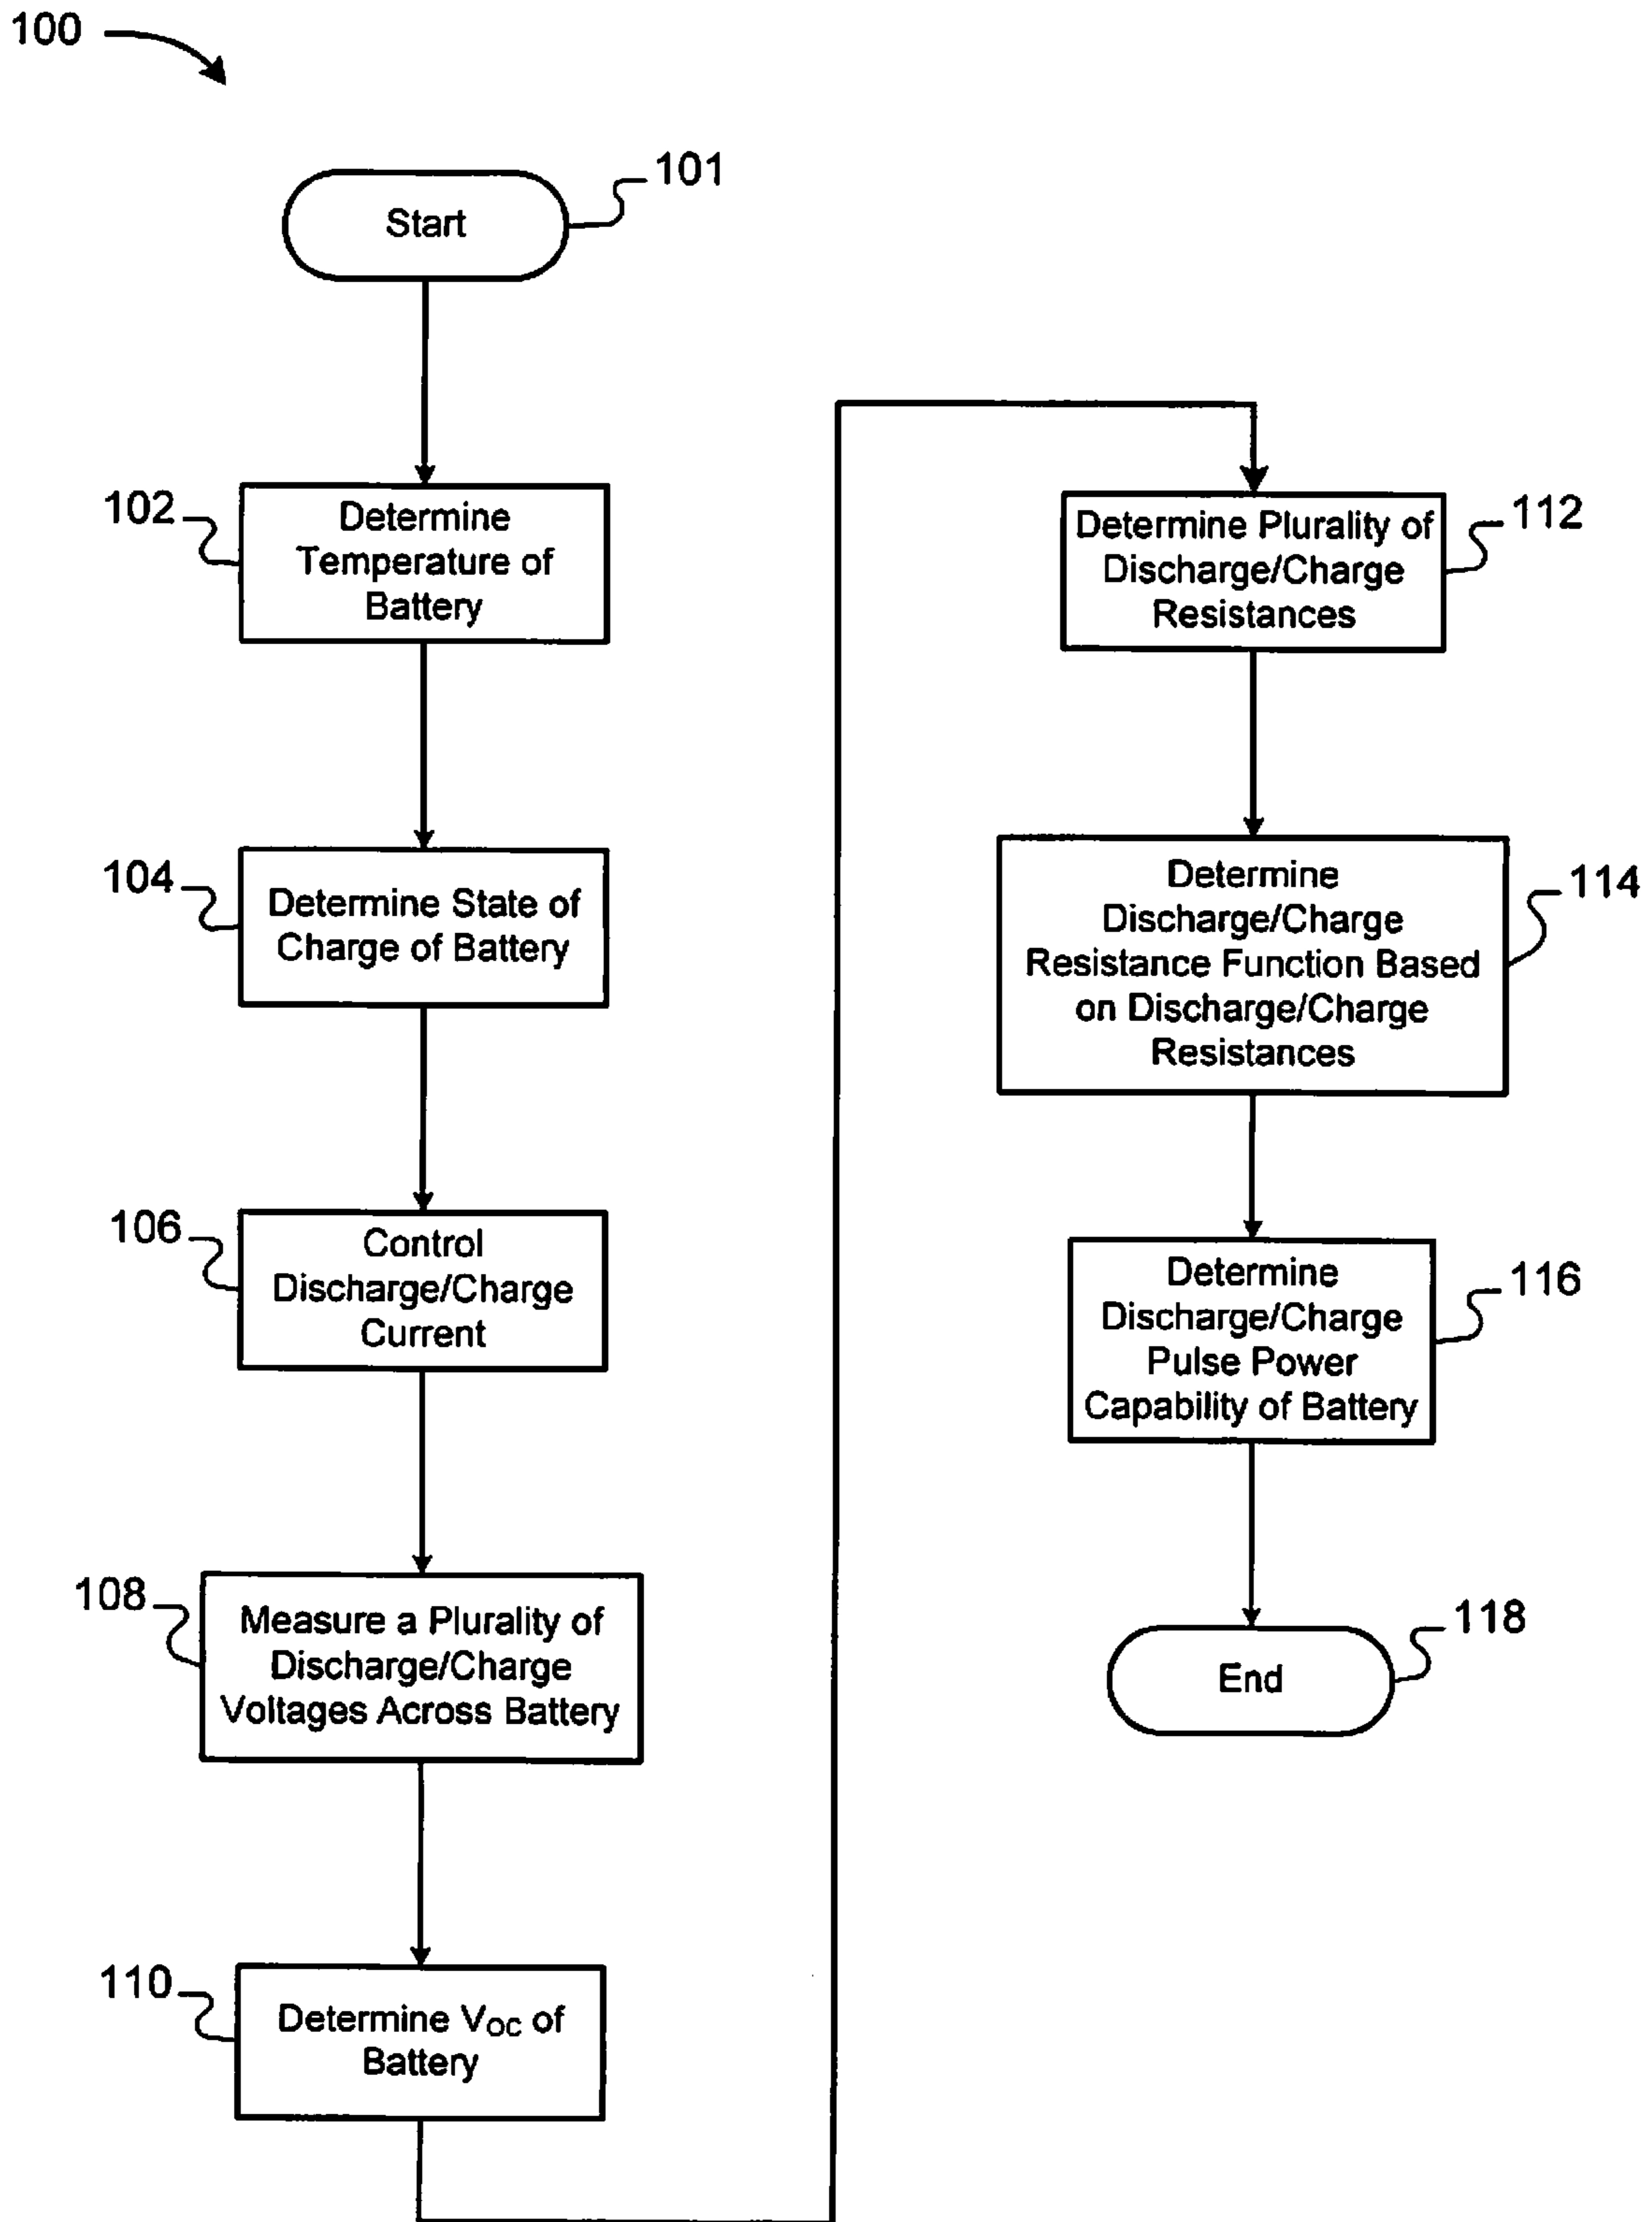 100
101
Start
102
Determine
Temperature of
Battery
104
Determine State of
Charge of Battery
106
Control
Discharge/Charge
Current
108
Measure a Plurality of
Discharge/Charge
Voltages Across Battery
110
Determine VOC of
Battery
112
Determine Plurality of
Discharge/Charge
Resistances
114
Determine
Discharge/Charge
Resistance Function Based
on Discharge/Charge
Resistances
116
Determine
Discharge/Charge
Pulse Power
Capability of Battery
118
End